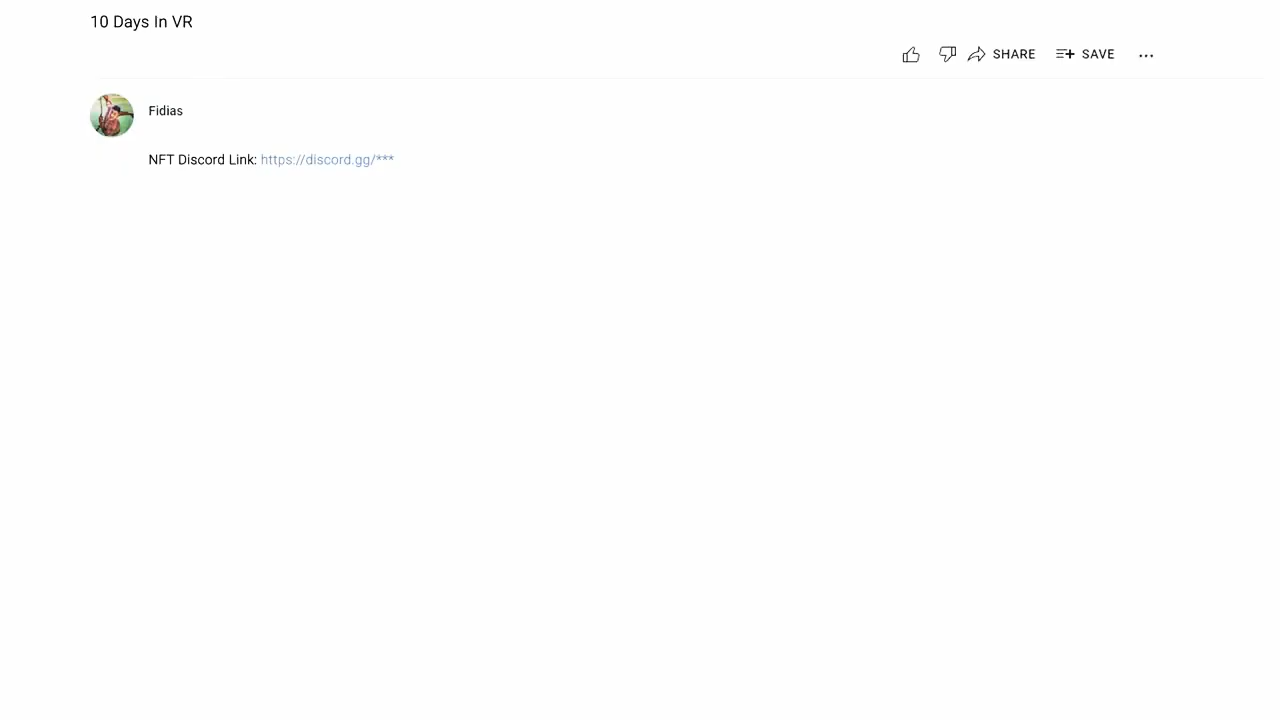 10 Days In VR
SHARE
SAVE
Fidias
NFT Discord Link: https://discord.gg/***